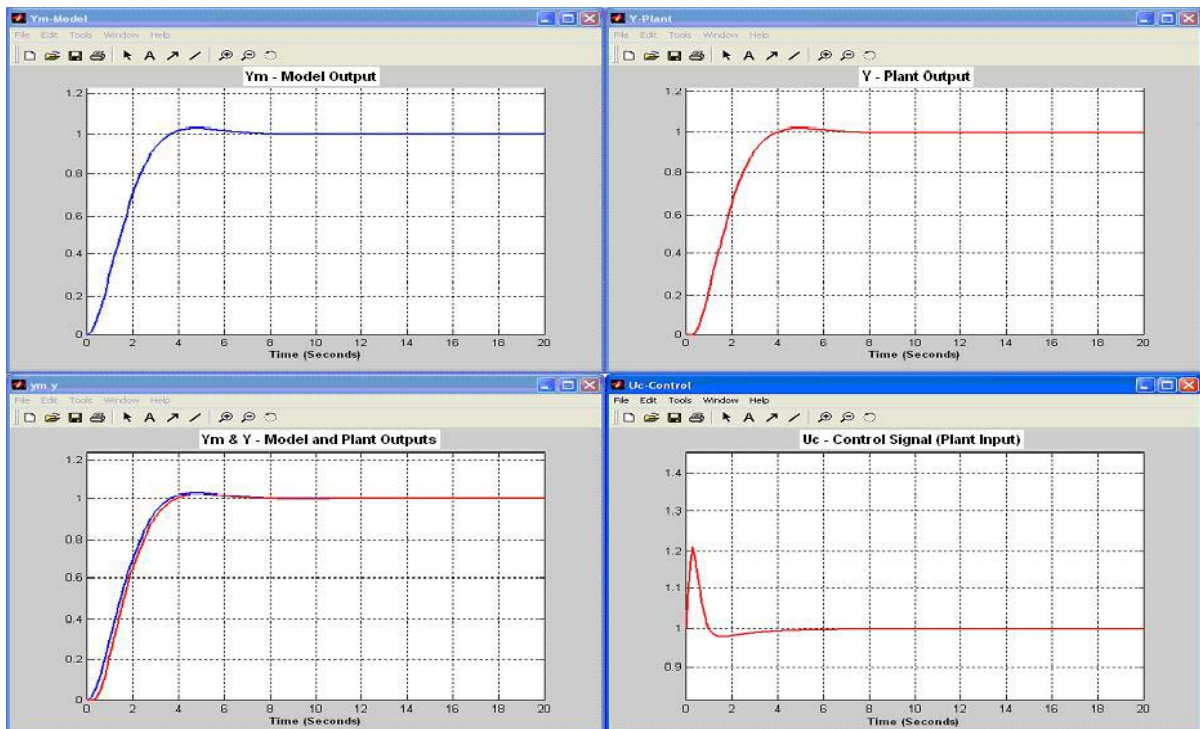 Ym-Model
File Edit Tools Window Help
A
Ym - Model Output
1.2
1
0.8
0.6
0.4
0.2
0
0 2 4 6 8 10 12 14 16 18 20
Time (Seconds)
Y-Plant
File Edit Tools Window Help
A
Y - Plant Output
1.2
1
0.8
0.6
0.4
0.2
0
0 2 4 6 8 10 12 14 16 18 20
Time (Seconds)
ym y
File Edit Tools Window Help
A
Ym & Y - Model and Plant Outputs
1.2
1
0.8
0.6
0.4
0.2
0
0 2 4 6 8 10 12 14 16 18 20
Time (Seconds)
Uc-Control
File Edit Tools Window Help
A
Uc - Control Signal (Plant Input)
1.4
1.3
1.2
1.1
1
0.9
0 2 4 6 8 10 12 14 16 18 20
Time (Seconds)